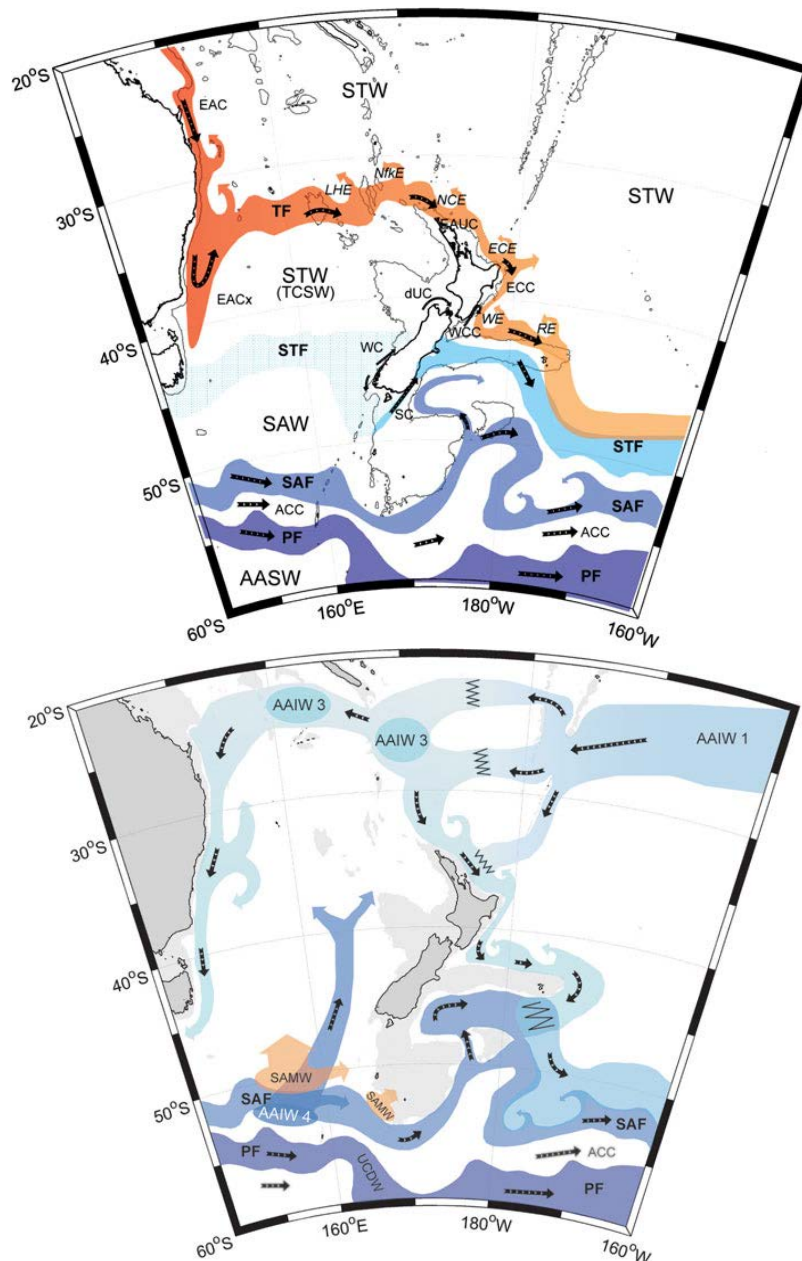 20°S
EAC
STW
STW
NfkE
LHE
30°S
TF
NCE
EAUC
ECE
STW
(TCSW)
EACx
ECC
dUC
WE
RE
40°S
WCC
STF
WC
SC
SAW
STF
50°S
SAF
SAF
ACC
ACC
PF
PF
AASW
60°S
160°E
180°W
160°W
20°S
AAIW 3
AAIW 3
AAIW 1
30°S
40°S
SAMW
50°S
SAF
SAMW
AAIW 4
SAF
PF
UCDW
ACC
PF
60°S
160°E
180°W
160°W